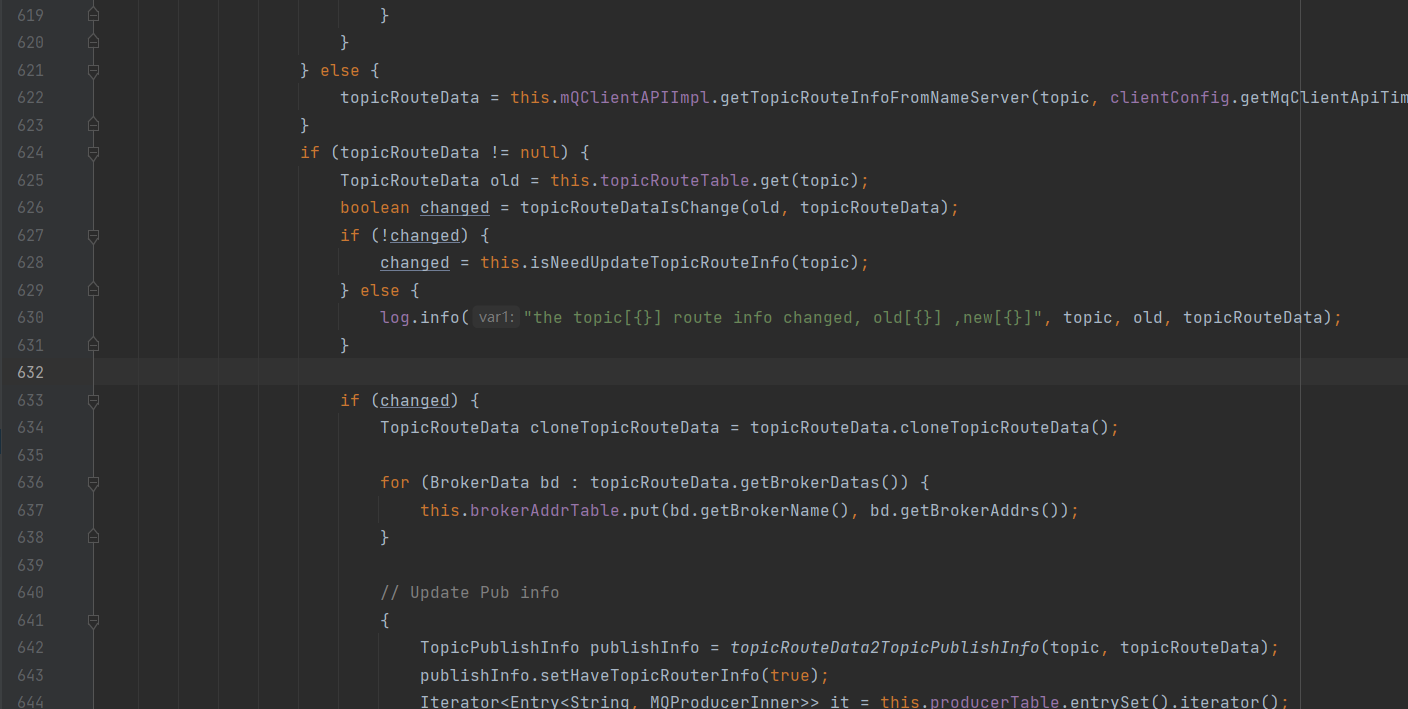 619 }
620 }
621 } else {
622 topicRouteData = this.mQClientAPIImpl.getTopicRouteInfoFromNameServer(topic, clientConfig.getMqClientApiTim
623 }
624 if (topicRouteData != null) {
625 TopicRouteData old = this.topicRouteTable.get(topic);
626 boolean changed = topicRouteDataIsChange(old, topicRouteData);
627 if (!changed) {
628 changed = this.isNeedUpdateTopicRouteInfo(topic);
629 } else {
630 log.info( var1: "the topic[{}] route info changed, old[{}] ,new[{}]", topic, old, topicRouteData);
631 }
632
633 if (changed) {
634 TopicRouteData cloneTopicRouteData = topicRouteData.cloneTopicRouteData();
635
636 for (BrokerData bd : topicRouteData.getBrokerDatas()) {
637 this.brokerAddrTable.put(bd.getBrokerName(), bd.getBrokerAddrs());
638 }
639
640 // Update Pub info
641 {
642 TopicPublishInfo publishInfo = topicRouteData2TopicPublishInfo(topic, topicRouteData);
643 publishInfo.setHaveTopicRouterInfo(true);
644 Iterator<Entry<String, MQProducerInner>> it = this.producerTable.entrySet().iterator();